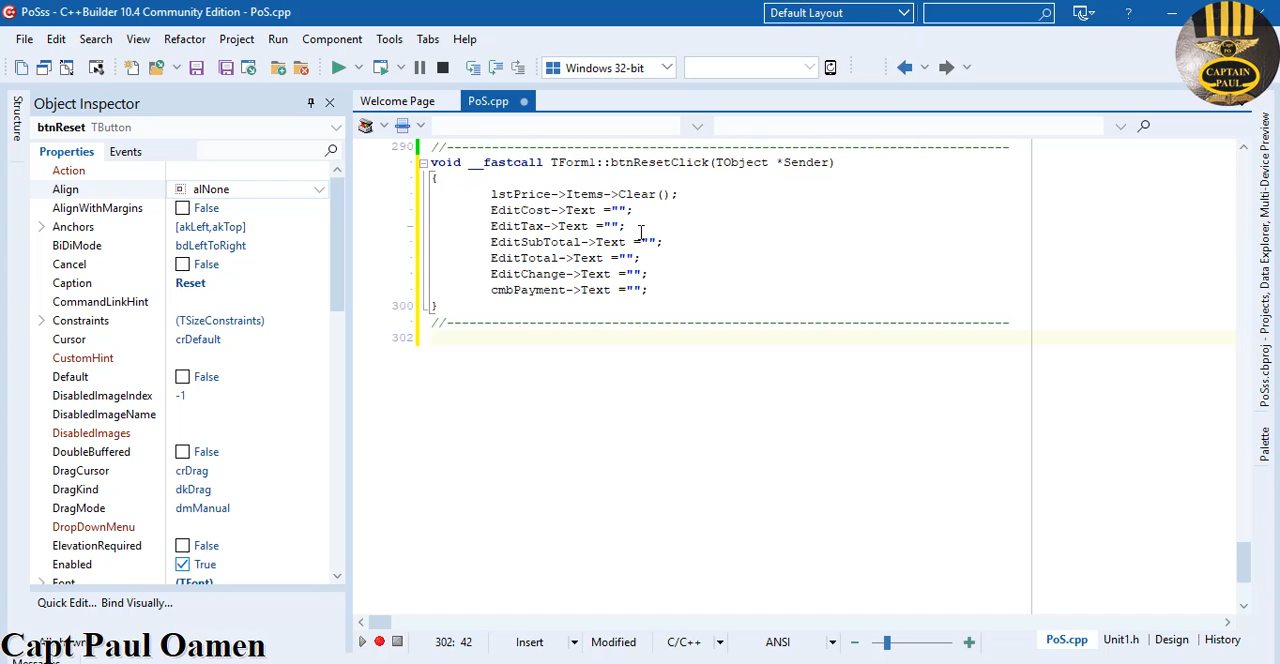 PoSss - C++Builder 10.4 Community Edition - PoS.cpp
Default Layout
?
File Edit Search View Refactor Project Run Component Tools Tabs Help
Windows 32-bit
CAPTAIN
PAUL
Structure
Object Inspector
btnReset TButton
Properties Events
Action
Align alNone
AlignWithMargins False
Anchors [akLeft,akTop]
BiDiMode bdLeftToRight
Cancel False
Caption Reset
CommandLinkHint
Constraints (TSizeConstraints)
Cursor crDefault
CustomHint
Default False
DisabledImageIndex -1
DisabledImageName
DisabledImages
DoubleBuffered False
DragCursor crDrag
DragKind dkDrag
DragMode dmManual
DropDownMenu
ElevationRequired False
Enabled True
Font (TFont)
Quick Edit... Bind Visually...
Capt Paul Oamen
Welcome Page PoS.cpp
290 //---------------------------------------------------------------------------
void __fastcall TForm1::btnResetClick(TObject *Sender)
{
lstPrice->Items->Clear();
EditCost->Text ="";
EditTax->Text ="";
EditSubTotal->Text ="";
EditTotal->Text ="";
EditChange->Text ="";
cmbPayment->Text ="";
300 }
//---------------------------------------------------------------------------
302
302: 42 Insert Modified C/C++ ANSI
PoS.cpp Unit1.h Design History
PoSss.cbproj - Projects, Data Explorer, Multi-Device Preview
Palette